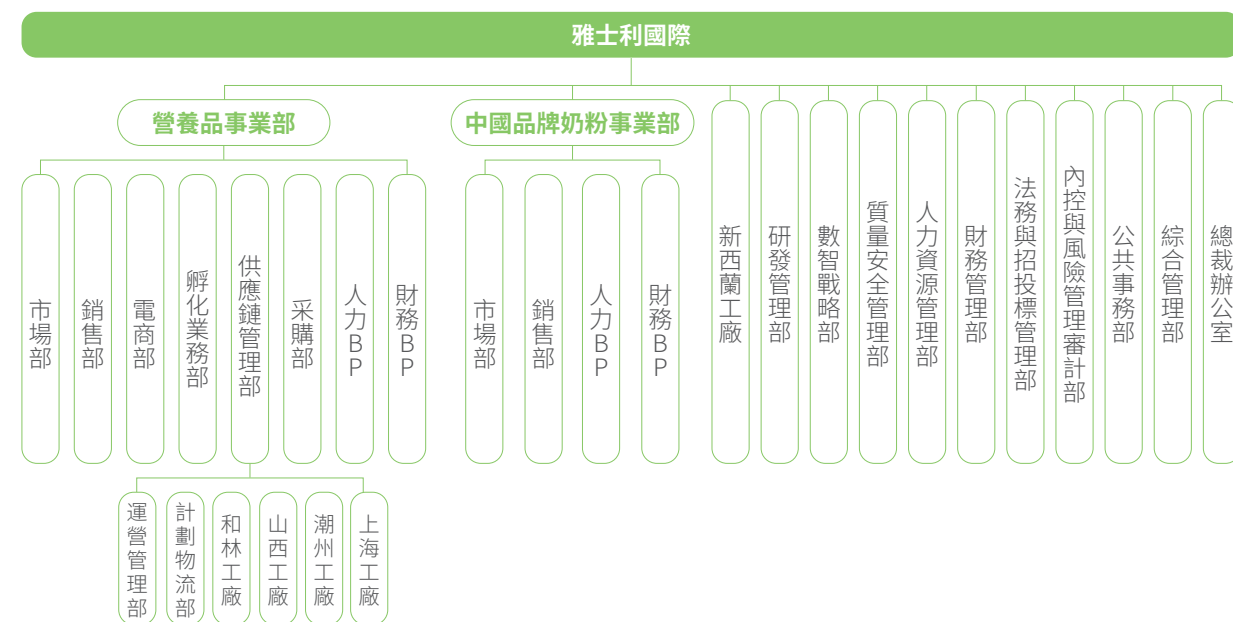 雅士利國際
營養品事業部
中國品牌奶粉事業部
市場部
銷售部
電商部
孵化業務部
供應鏈管理部
采購部
人力BP
財務BP
市場部
銷售部
人力BP
財務BP
新西蘭工廠
研發管理部
數智戰略部
質量安全管理部
人力資源管理部
財務管理部
法務與招投標管理部
內控與風險管理審計部
公共事務部
綜合管理部
總裁辦公室
運營管理部
計劃物流部
和林工廠
山西工廠
潮州工廠
上海工廠